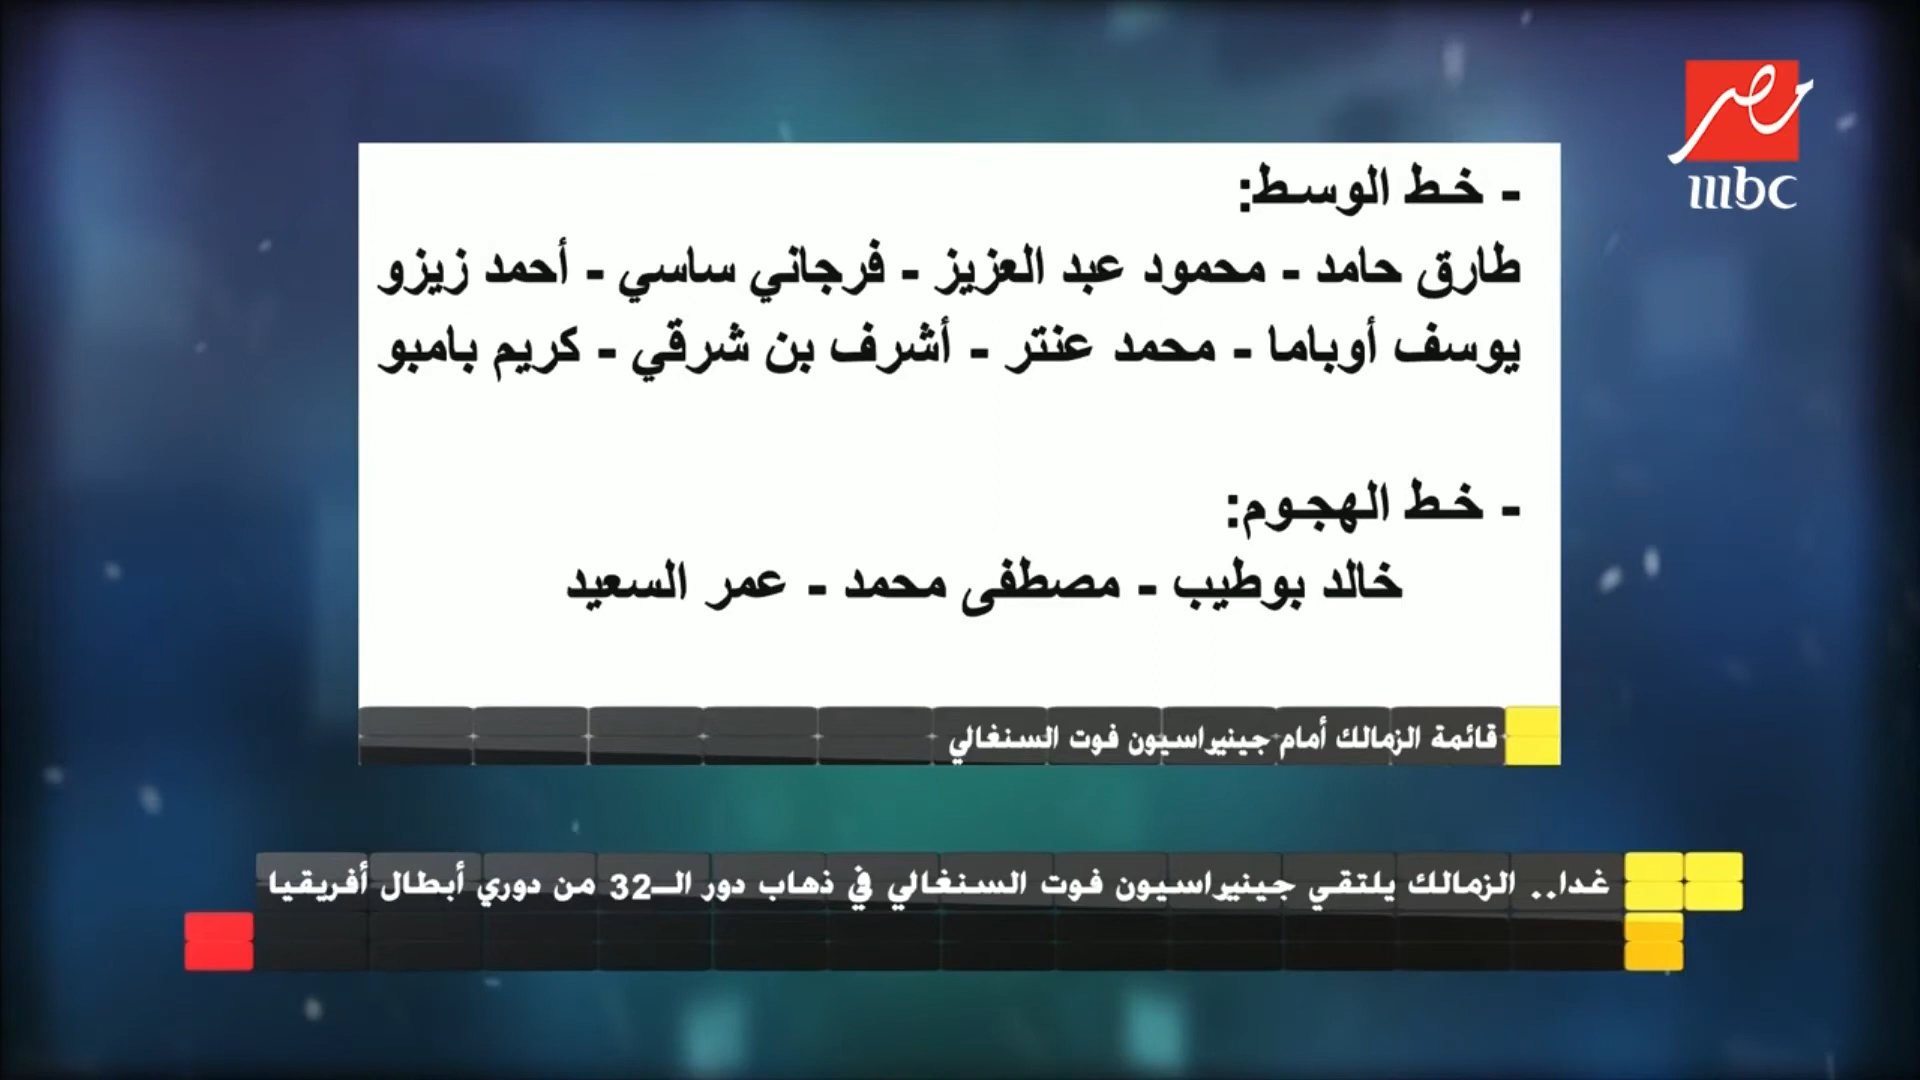 مصر
mbc
- خط الوسط:
طارق حامد - محمود عبد العزيز - فرجاني ساسي - أحمد زيزو
يوسف أوباما - محمد عنتر - أشرف بن شرقي - كريم بامبو
- خط الهجوم:
خالد بوطيب - مصطفى محمد - عمر السعيد
قائمة الزمالك أمام جينيراسيون فوت السنغالي
غدا.. الزمالك يلتقي جينيراسيون فوت السنغالي في ذهاب دور الـ32 من دوري أبطال أفريقيا